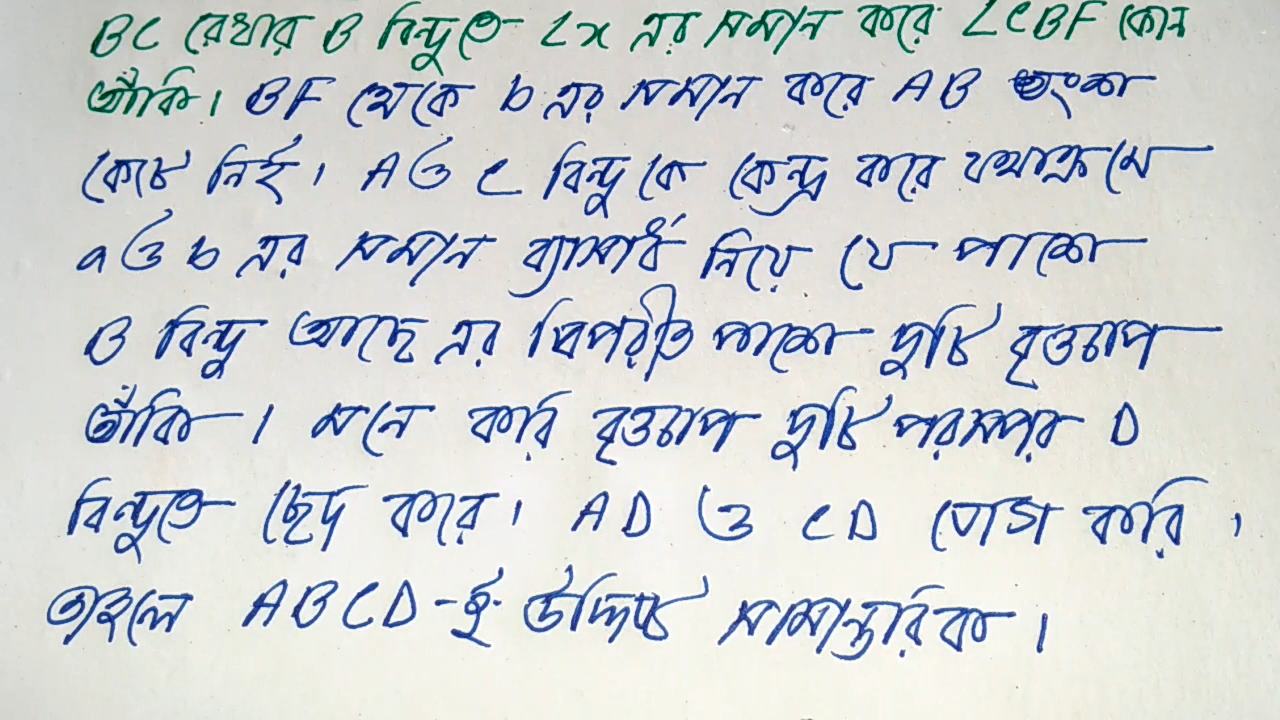 BC রেখার B বিন্দুতে ∠x এর সমান করে ∠CBF কোন
আঁকি। BF থেকে b এর সমান করে AB অংশ
কেটে নিই। A ও C বিন্দুকে কেন্দ্র করে যথাক্রমে
a ও b এর সমান ব্যাসার্ধ নিয়ে যে পাশে
B বিন্দু আছে এর বিপরীত পাশে দুটি বৃত্তচাপ
আঁকি। মনে করি বৃত্তচাপ দুটি পরস্পর D
বিন্দুতে ছেদ করে। AD ও CD যোগ করি।
তাহলে ABCD-ই উদ্দিষ্ট সামান্তরিক।